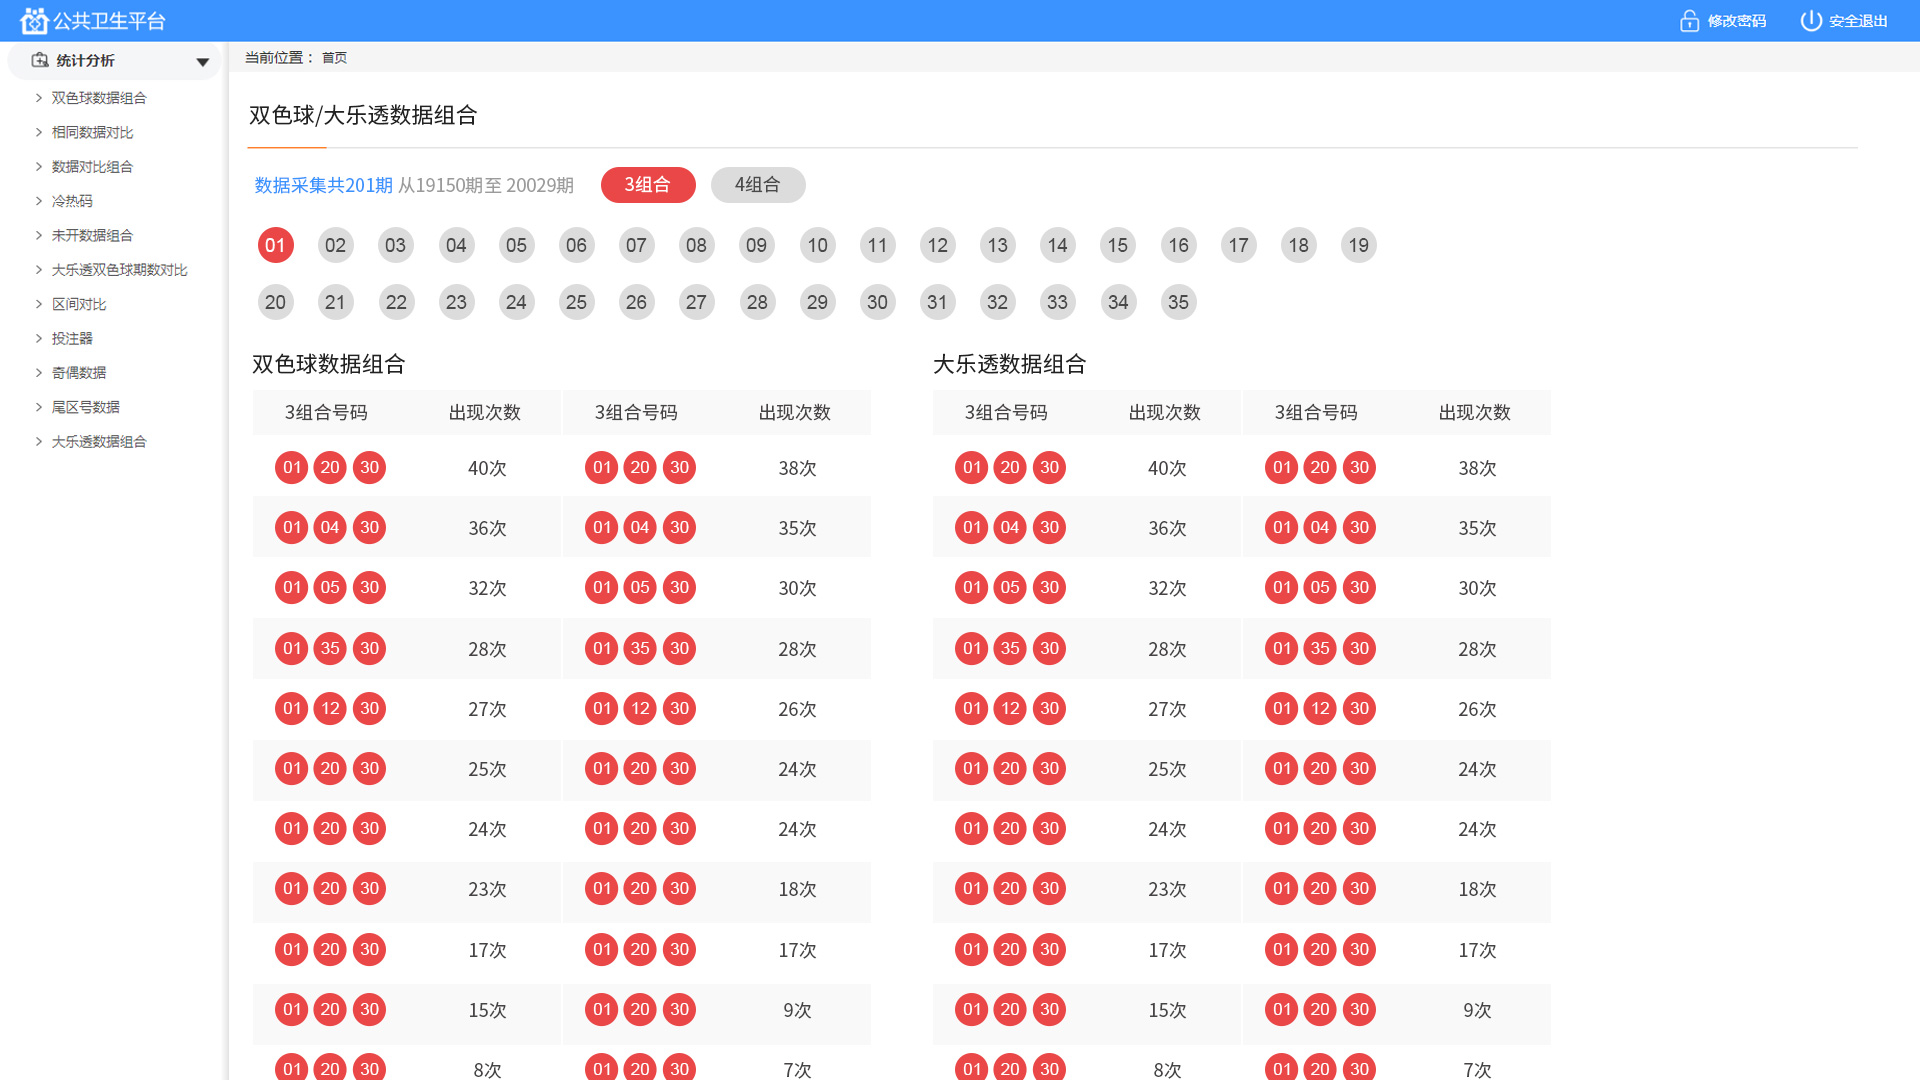 公共卫生平台
修改密码
安全退出
统计分析
双色球数据组合
相同数据对比
数据对比组合
冷热码
未开数据组合
大乐透双色球期数对比
区间对比
投注器
奇偶数据
尾区号数据
大乐透数据组合
当前位置： 首页
双色球/大乐透数据组合
数据采集共201期 从19150期至 20029期 3组合 4组合
01 02 03 04 05 06 07 08 09 10 11 12 13 14 15 16 17 18 19
20 21 22 23 24 25 26 27 28 29 30 31 32 33 34 35
双色球数据组合
3组合号码 出现次数 3组合号码 出现次数
01 20 30 40次 01 20 30 38次
01 04 30 36次 01 04 30 35次
01 05 30 32次 01 05 30 30次
01 35 30 28次 01 35 30 28次
01 12 30 27次 01 12 30 26次
01 20 30 25次 01 20 30 24次
01 20 30 24次 01 20 30 24次
01 20 30 23次 01 20 30 18次
01 20 30 17次 01 20 30 17次
01 20 30 15次 01 20 30 9次
01 20 30 8次 01 20 30 7次
大乐透数据组合
3组合号码 出现次数 3组合号码 出现次数
01 20 30 40次 01 20 30 38次
01 04 30 36次 01 04 30 35次
01 05 30 32次 01 05 30 30次
01 35 30 28次 01 35 30 28次
01 12 30 27次 01 12 30 26次
01 20 30 25次 01 20 30 24次
01 20 30 24次 01 20 30 24次
01 20 30 23次 01 20 30 18次
01 20 30 17次 01 20 30 17次
01 20 30 15次 01 20 30 9次
01 20 30 8次 01 20 30 7次